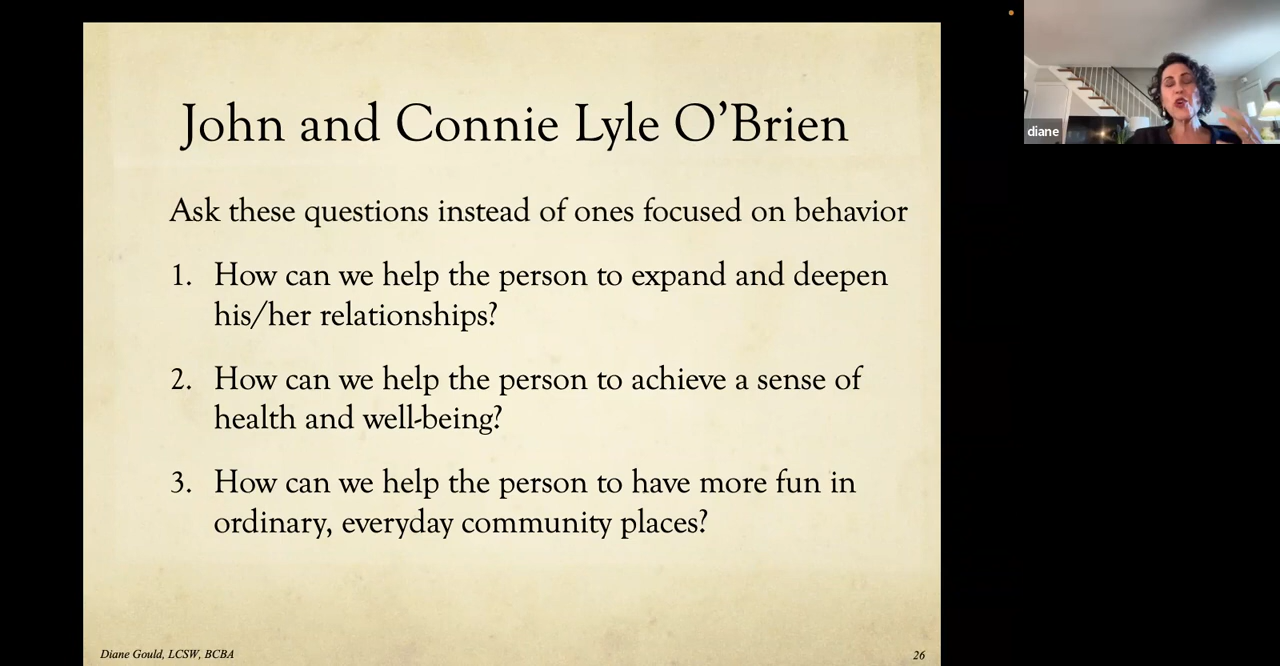 John and Connie Lyle O’Brien
Ask these questions instead of ones focused on behavior
1. How can we help the person to expand and deepen
his/her relationships?
2. How can we help the person to achieve a sense of
health and well-being?
3. How can we help the person to have more fun in
ordinary, everyday community places?
Diane Gould, LCSW, BCBA
26
diane